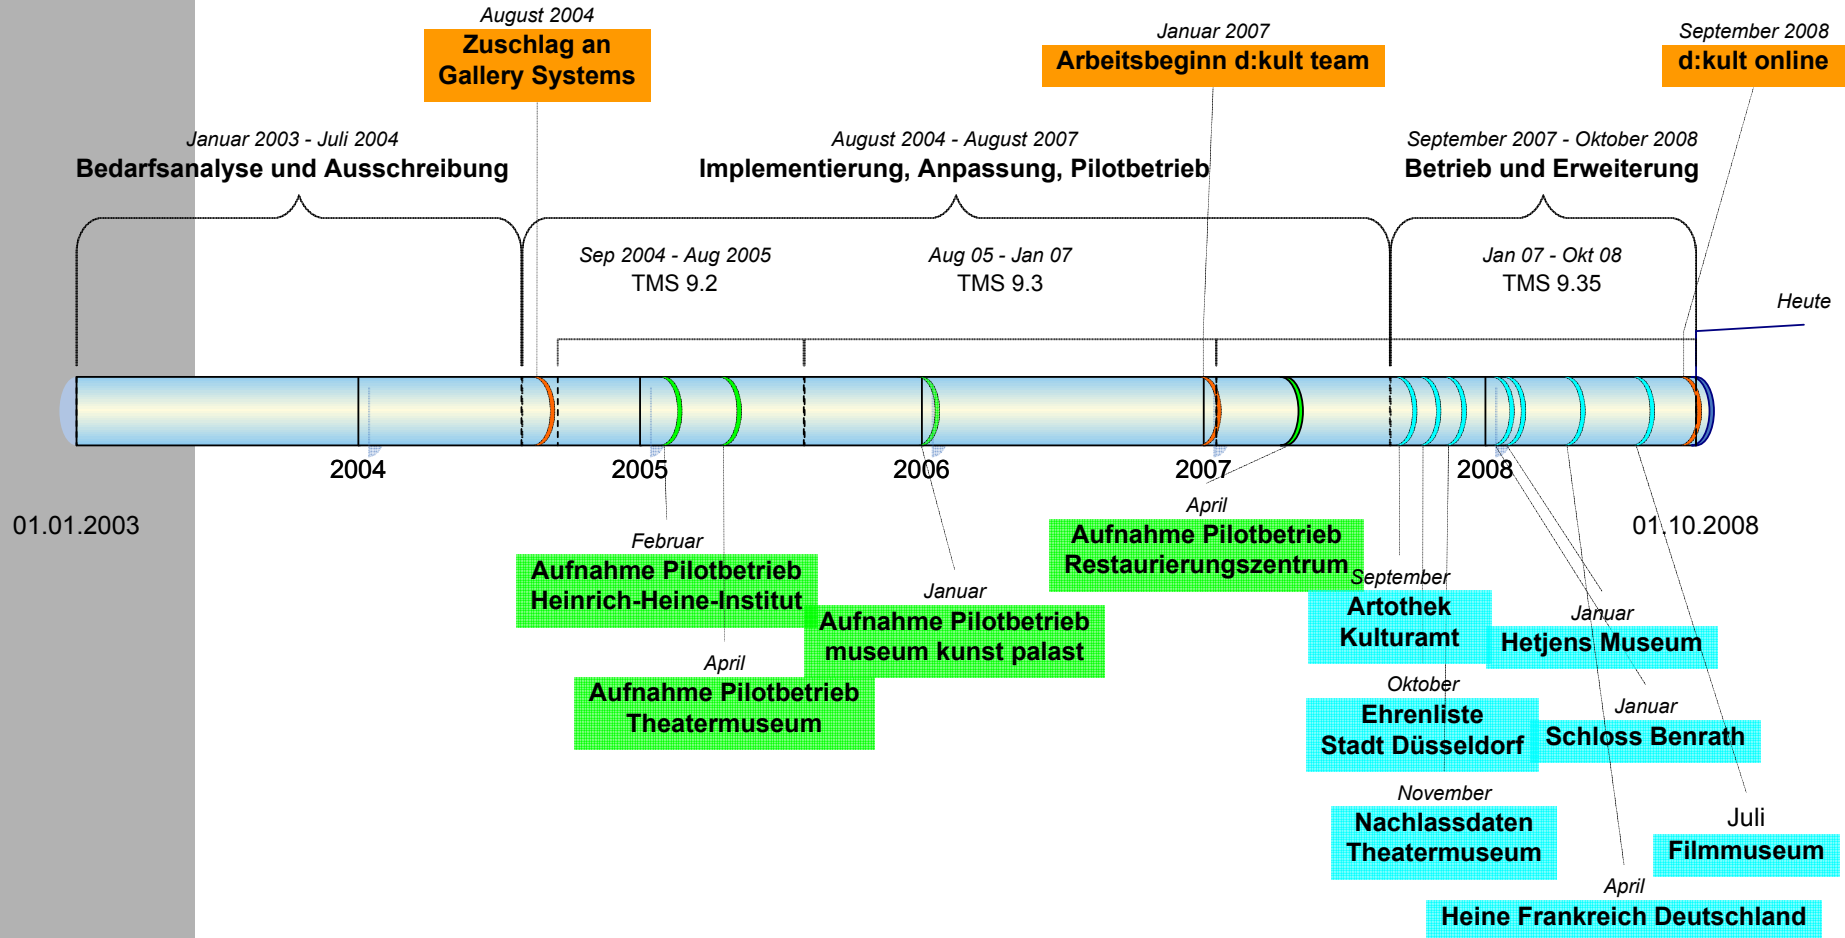 August 2004
Zuschlag an
Gallery Systems
Januar 2007
Arbeitsbeginn d:kult team
September 2008
d:kult online
Januar 2003 - Juli 2004
Bedarfsanalyse und Ausschreibung
August 2004 - August 2007
Implementierung, Anpassung, Pilotbetrieb
September 2007 - Oktober 2008
Betrieb und Erweiterung
Sep 2004 - Aug 2005
TMS 9.2
Aug 05 - Jan 07
TMS 9.3
Jan 07 - Okt 08
TMS 9.35
Heute
2004
2005
2006
2007
2008
01.01.2003
01.10.2008
Februar
Aufnahme Pilotbetrieb
Heinrich-Heine-Institut
April
Aufnahme Pilotbetrieb
Theatermuseum
Januar
Aufnahme Pilotbetrieb
museum kunst palast
April
Aufnahme Pilotbetrieb
Restaurierungszentrum
September
Artothek
Kulturamt
Oktober
Ehrenliste
Stadt Düsseldorf
November
Nachlassdaten
Theatermuseum
Januar
Hetjens Museum
Januar
Schloss Benrath
April
Heine Frankreich Deutschland
Juli
Filmmuseum